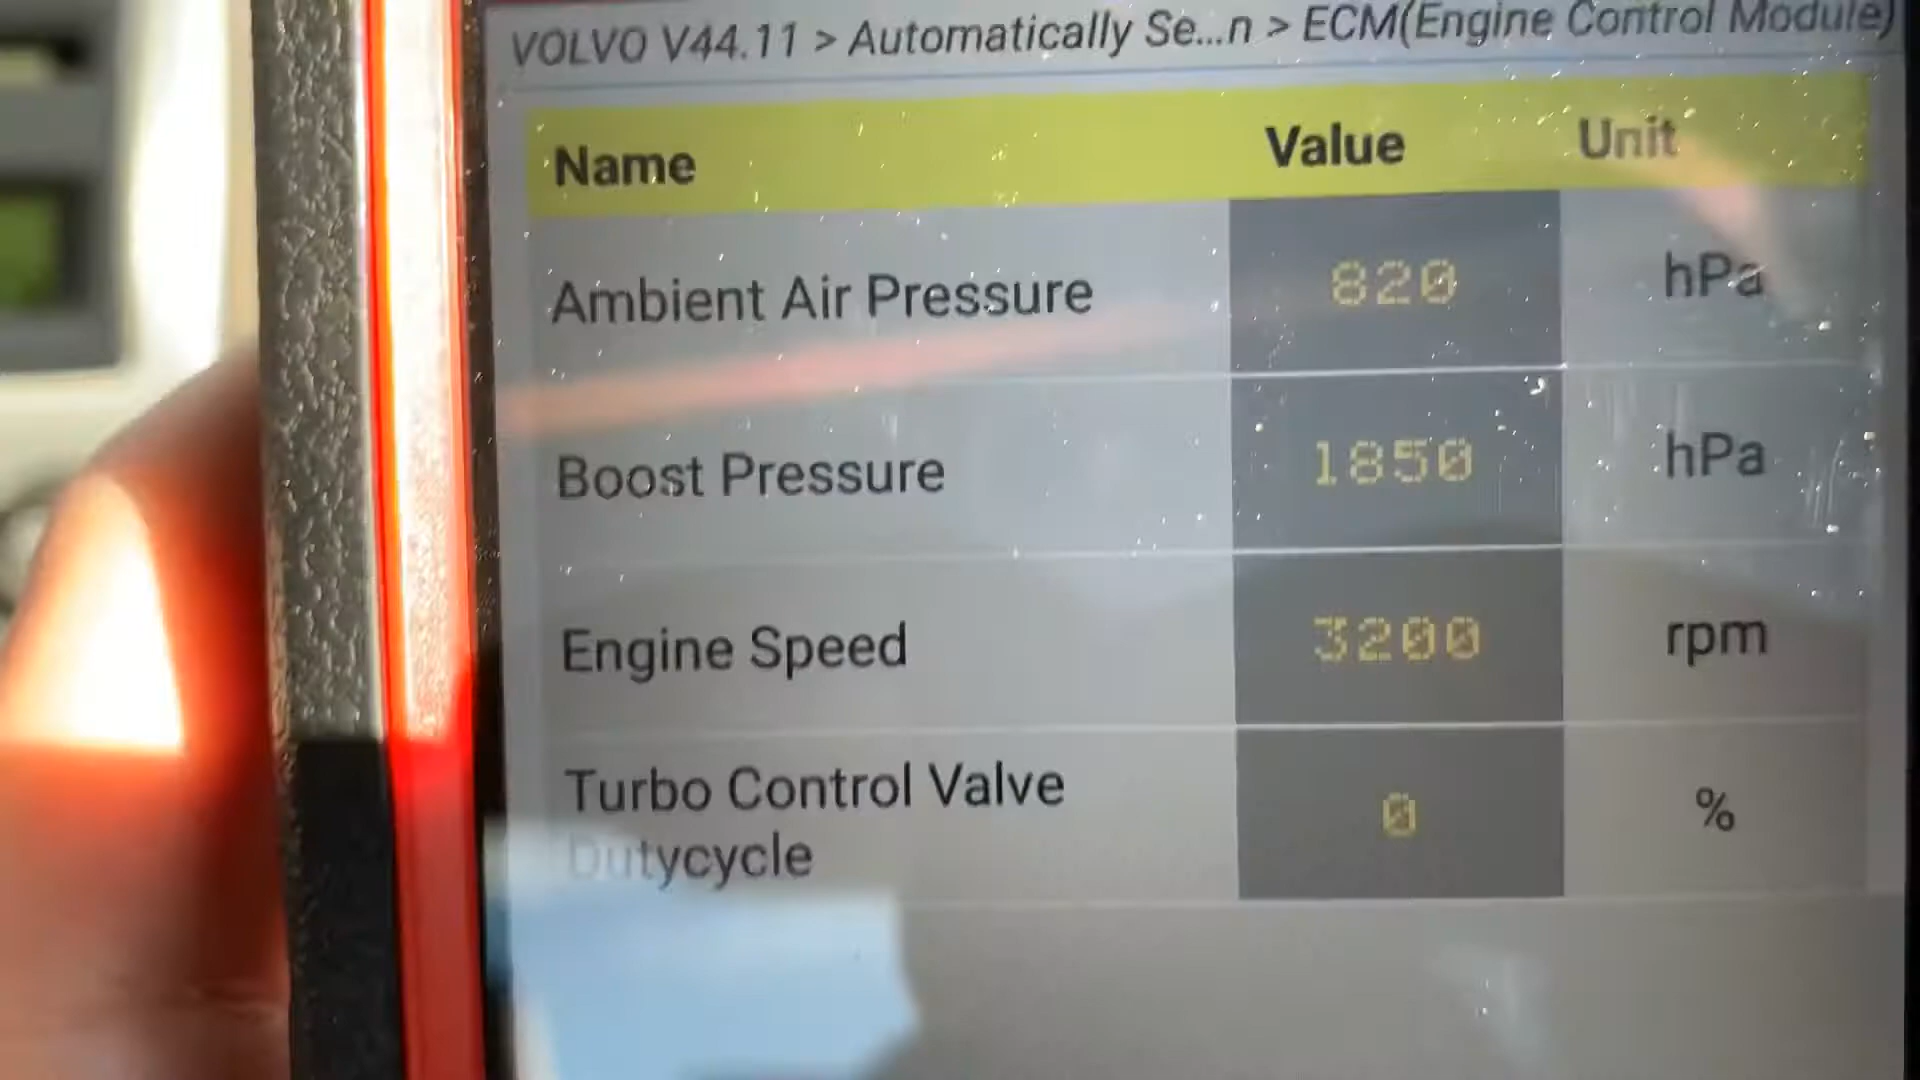 VOLVO V44.11 > Automatically Se...n > ECM(Engine Control Module)
Name Value Unit
Ambient Air Pressure 820 hPa
Boost Pressure 1850 hPa
Engine Speed 3200 rpm
Turbo Control Valve
Dutycycle 0 %